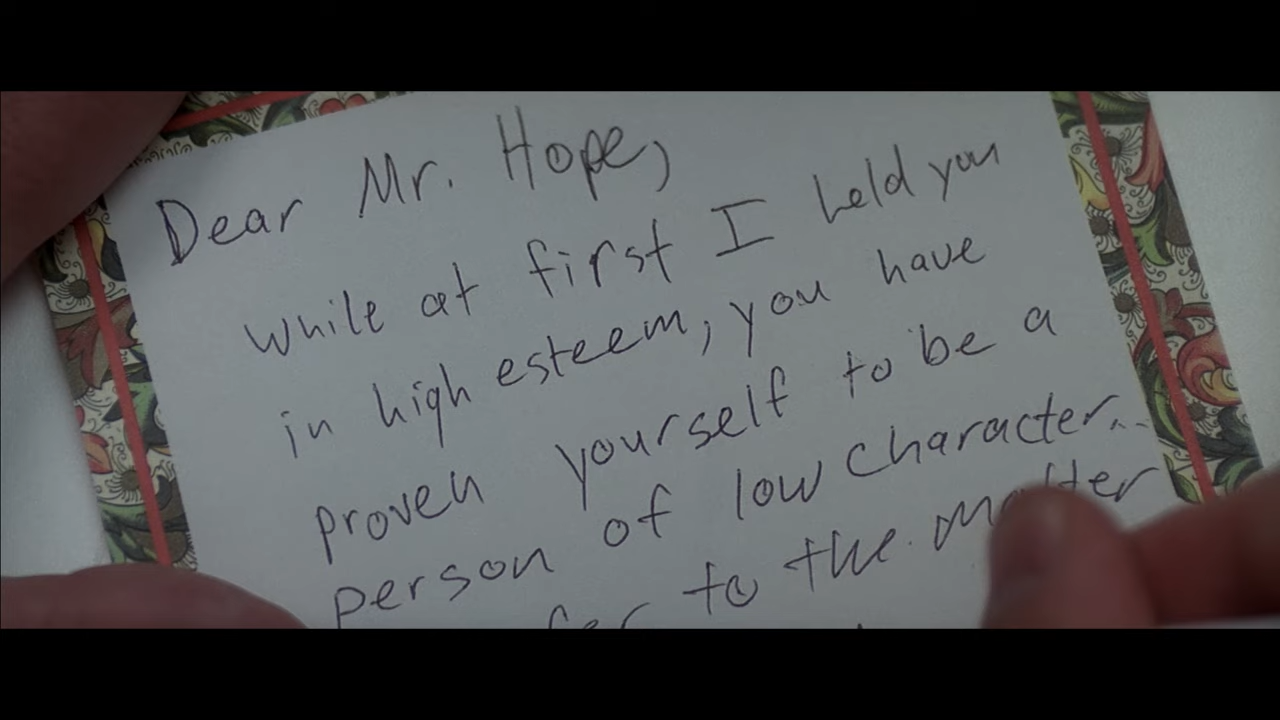 Dear Mr. Hope,
while at first I held you
in high esteem, you have
proven yourself to be a
person of low character...
to the matter